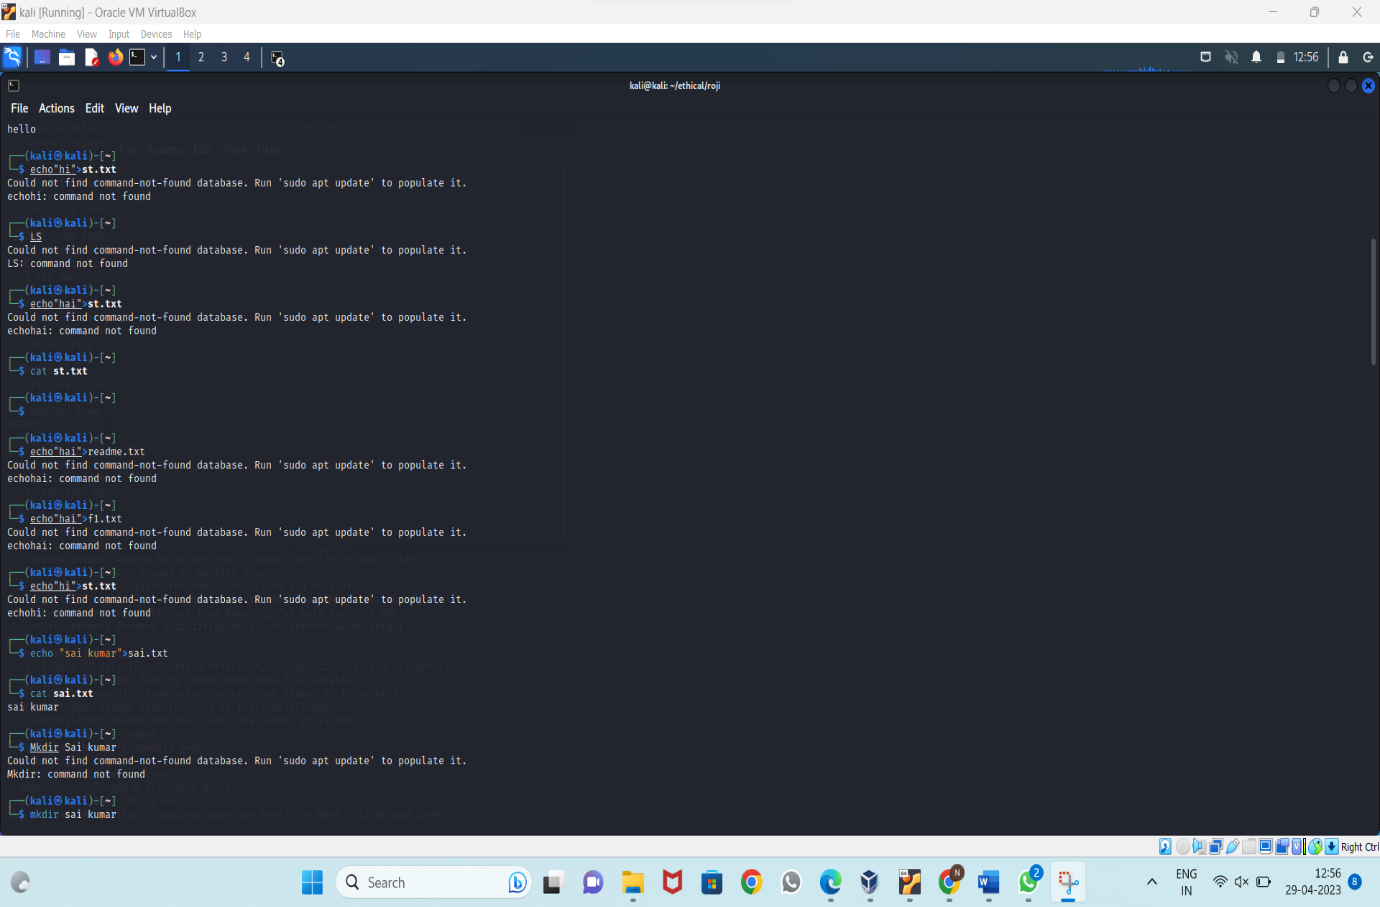 kali [Running] - Oracle VM VirtualBox
File Machine View Input Devices Help
1 2 3 4 4 12:56
kali@kali: ~/ethical/roji
File Actions Edit View Help
hello
┌──(kali㉿kali)-[~]
└─$ echo"hi">st.txt
Could not find command-not-found database. Run 'sudo apt update' to populate it.
echohi: command not found
┌──(kali㉿kali)-[~]
└─$ LS
Could not find command-not-found database. Run 'sudo apt update' to populate it.
LS: command not found
┌──(kali㉿kali)-[~]
└─$ echo"hai">st.txt
Could not find command-not-found database. Run 'sudo apt update' to populate it.
echohai: command not found
┌──(kali㉿kali)-[~]
└─$ cat st.txt
┌──(kali㉿kali)-[~]
└─$
┌──(kali㉿kali)-[~]
└─$ echo"hai">readme.txt
Could not find command-not-found database. Run 'sudo apt update' to populate it.
echohai: command not found
┌──(kali㉿kali)-[~]
└─$ echo"hai">f1.txt
Could not find command-not-found database. Run 'sudo apt update' to populate it.
echohai: command not found
┌──(kali㉿kali)-[~]
└─$ echo"hi">st.txt
Could not find command-not-found database. Run 'sudo apt update' to populate it.
echohi: command not found
┌──(kali㉿kali)-[~]
└─$ echo "sai kumar">sai.txt
┌──(kali㉿kali)-[~]
└─$ cat sai.txt
sai kumar
┌──(kali㉿kali)-[~]
└─$ Mkdir Sai kumar
Could not find command-not-found database. Run 'sudo apt update' to populate it.
Mkdir: command not found
┌──(kali㉿kali)-[~]
└─$ mkdir sai kumar
Right Ctrl
Search
N
2
ENG
IN
12:56
29-04-2023
8